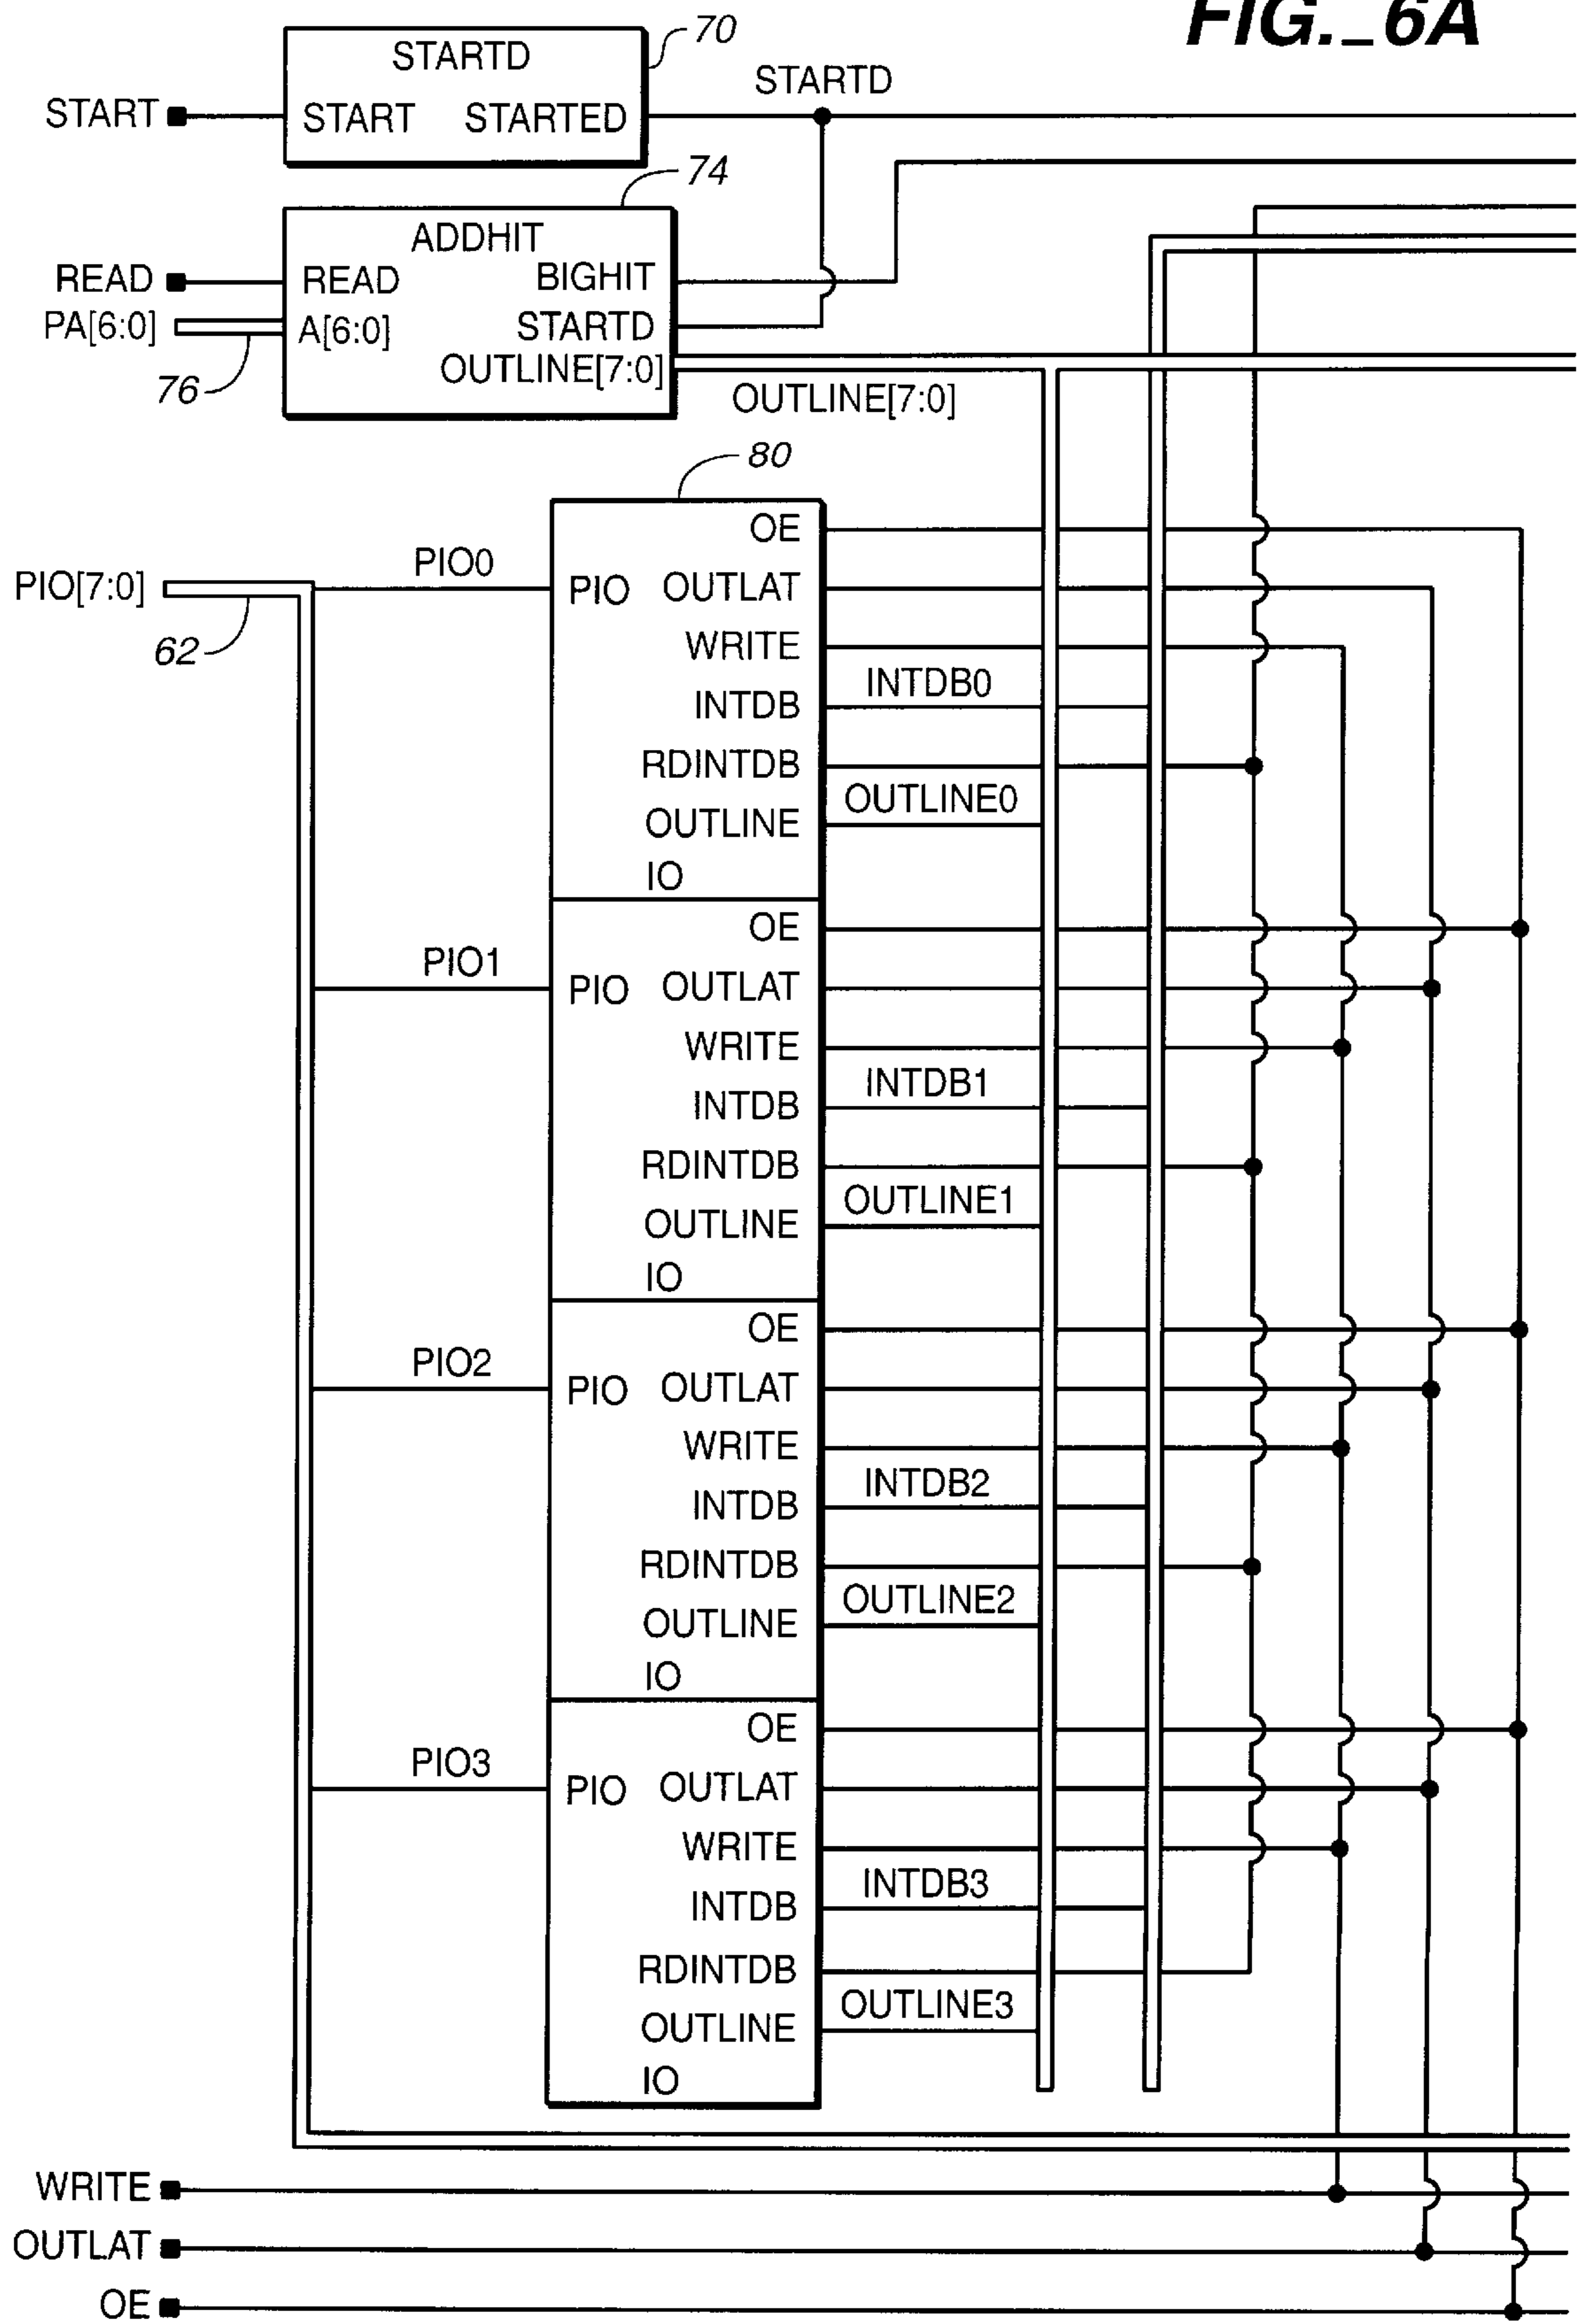 FIG._6A
70
STARTD
STARTD
START
START STARTED
74
ADDHIT
READ
READ BIGHIT
PA[6:0]
A[6:0] STARTD
76
OUTLINE[7:0]
OUTLINE[7:0]
80
OE
PIO[7:0]
PIO0
PIO OUTLAT
62
WRITE
INTDB0
INTDB
RDINTDB
OUTLINE0
OUTLINE
IO
OE
PIO1
PIO OUTLAT
WRITE
INTDB1
INTDB
RDINTDB
OUTLINE1
OUTLINE
IO
OE
PIO2
PIO OUTLAT
WRITE
INTDB2
INTDB
RDINTDB
OUTLINE2
OUTLINE
IO
OE
PIO3
PIO OUTLAT
WRITE
INTDB3
INTDB
RDINTDB
OUTLINE3
OUTLINE
IO
WRITE
OUTLAT
OE